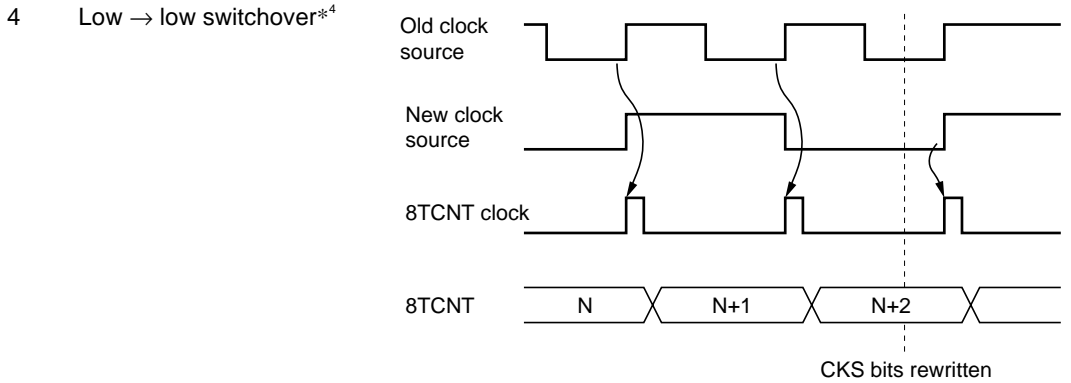 4 Low → low switchover*4
Old clock
source
New clock
source
8TCNT clock
8TCNT N N+1 N+2
CKS bits rewritten